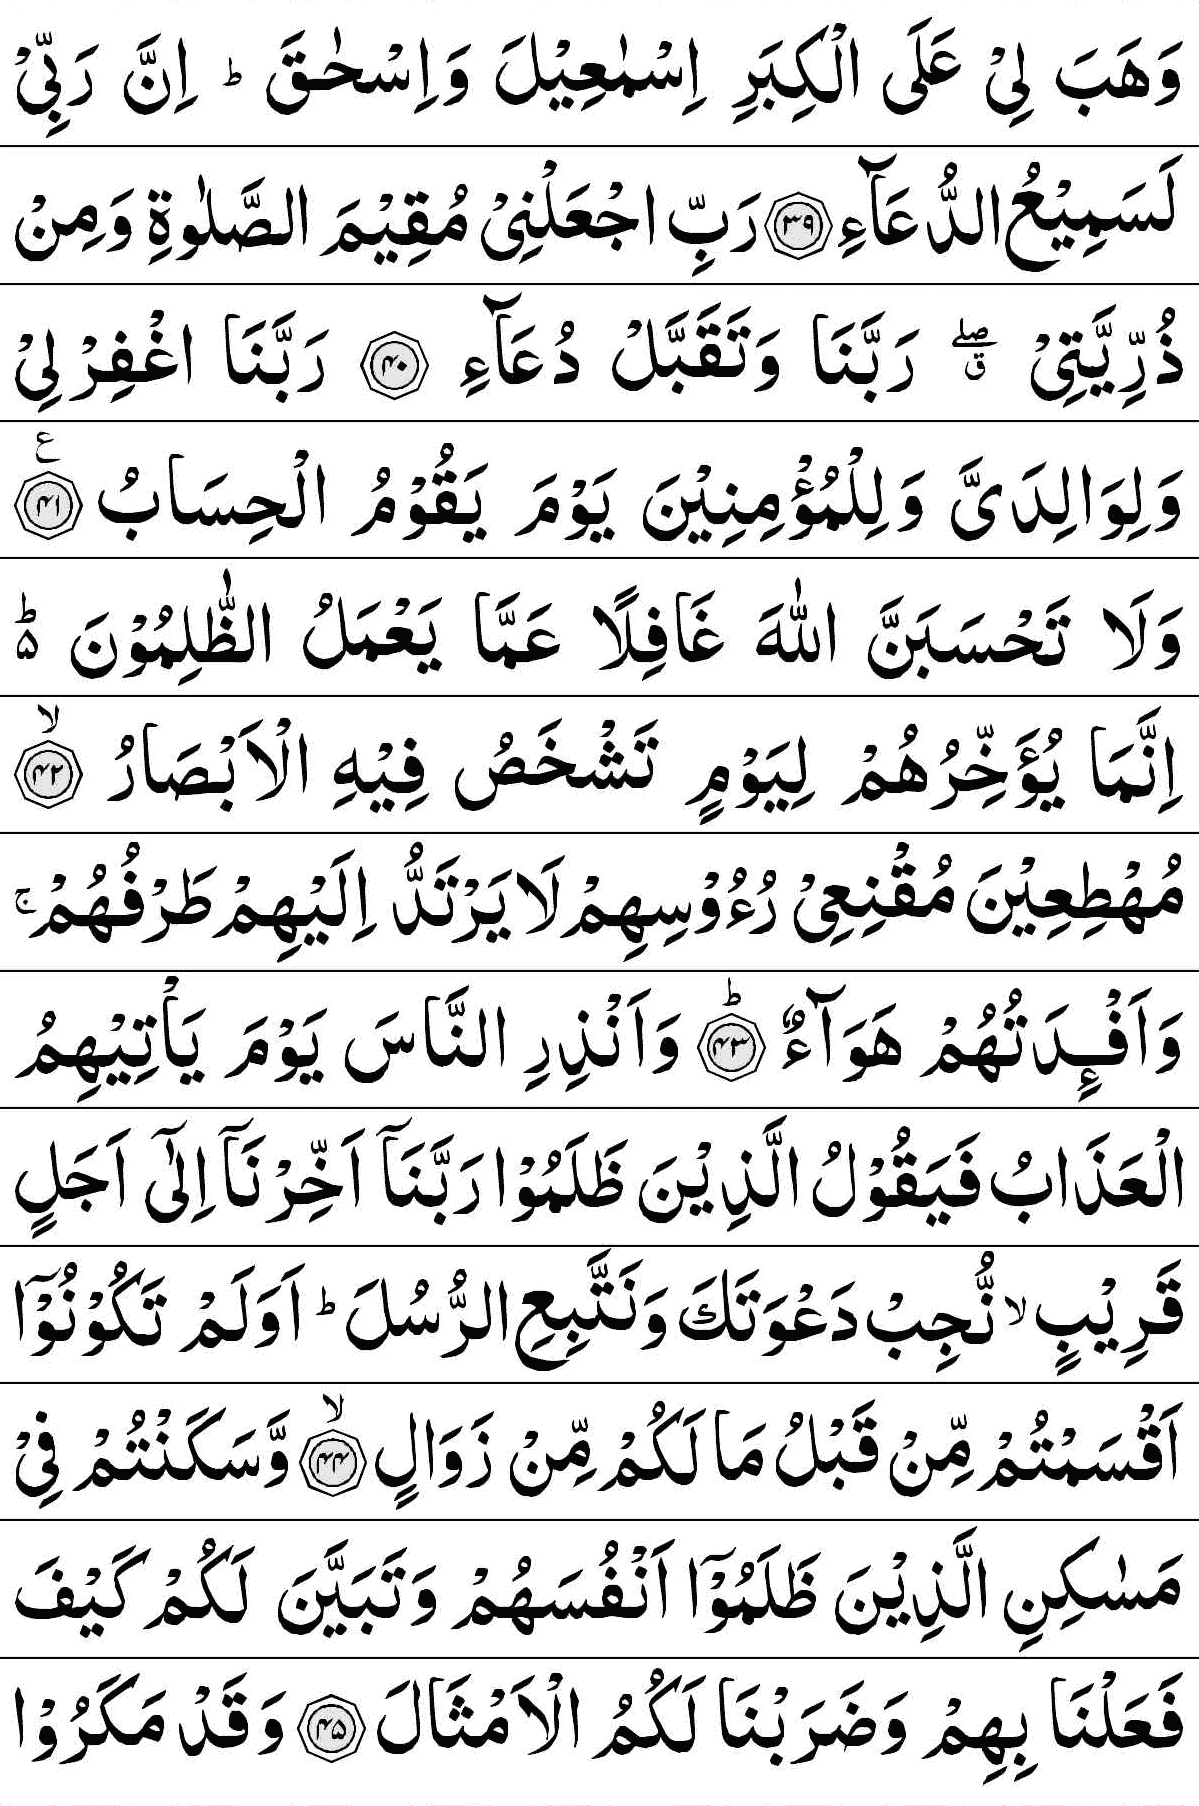 وَهَبَ لِيْ عَلَى الْكِبَرِ اِسْمٰعِيْلَ وَاِسْحٰقَ ؕ اِنَّ رَبِّيْ
لَسَمِيْعُ الدُّعَآءِ ﴿۳۹﴾ رَبِّ اجْعَلْنِيْ مُقِيْمَ الصَّلٰوةِ وَمِنْ
ذُرِّيَّتِيْ ۖق رَبَّنَا وَتَقَبَّلْ دُعَآءِ ﴿۴۰﴾ رَبَّنَا اغْفِرْ لِيْ
وَلِوَالِدَىَّ وَلِلْمُؤْمِنِيْنَ يَوْمَ يَقُوْمُ الْحِسَابُ ﴿۴۱﴾ ع
وَلَا تَحْسَبَنَّ اللّٰهَ غَافِلًا عَمَّا يَعْمَلُ الظّٰلِمُوْنَ ؕ ۵
اِنَّمَا يُؤَخِّرُهُمْ لِيَوْمٍ تَشْخَصُ فِيْهِ الْاَبْصَارُ ﴿۴۲﴾ ۙ
مُهْطِعِيْنَ مُقْنِعِيْ رُءُوْسِهِمْ لَا يَرْتَدُّ اِلَيْهِمْ طَرْفُهُمْ ۚ
وَاَفْـِٕدَتُهُمْ هَوَآءٌ ﴿۴۳﴾ ؕ وَاَنْذِرِ النَّاسَ يَوْمَ يَاْتِيْهِمُ
الْعَذَابُ فَيَقُوْلُ الَّذِيْنَ ظَلَمُوْا رَبَّنَآ اَخِّرْنَآ اِلٰٓى اَجَلٍ
قَرِيْبٍ ۙ نُّجِبْ دَعْوَتَكَ وَنَتَّبِعِ الرُّسُلَ ؕ اَوَلَمْ تَكُوْنُوْٓا
اَقْسَمْتُمْ مِّنْ قَبْلُ مَا لَكُمْ مِّنْ زَوَالٍ ﴿۴۴﴾ ۙ وَّسَكَنْتُمْ فِيْ
مَسٰكِنِ الَّذِيْنَ ظَلَمُوْٓا اَنْفُسَهُمْ وَتَبَيَّنَ لَكُمْ كَيْفَ
فَعَلْنَا بِهِمْ وَضَرَبْنَا لَكُمُ الْاَمْثَالَ ﴿۴۵﴾ وَقَدْ مَكَرُوْا